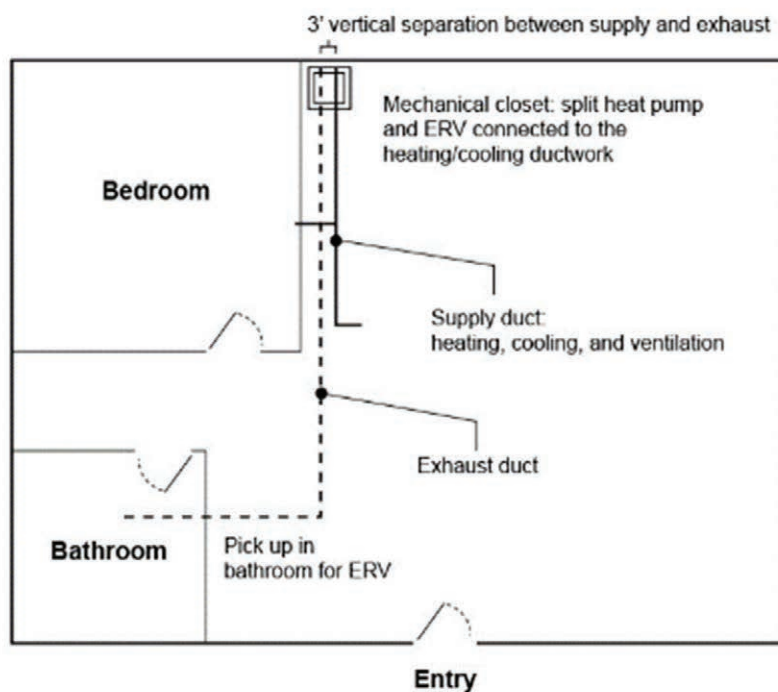 3' vertical separation between supply and exhaust
Mechanical closet: split heat pump
and ERV connected to the
heating/cooling ductwork
Bedroom
Supply duct:
heating, cooling, and ventilation
Exhaust duct
Bathroom
Pick up in
bathroom for ERV
Entry